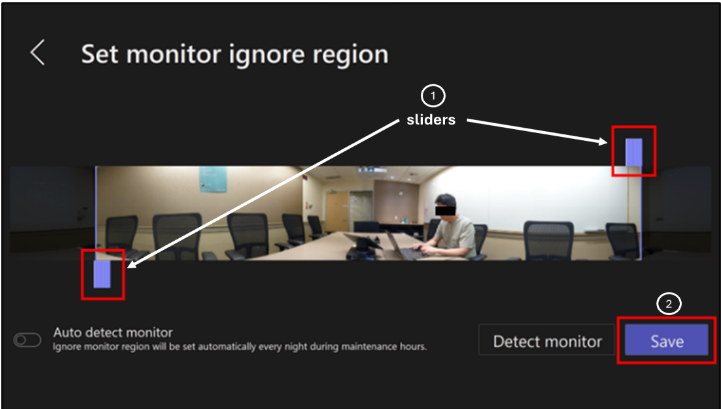 Set monitor ignore region
1
sliders
2
Auto detect monitor
Ignore monitor region will be set automatically every night during maintenance hours.
Detect monitor
Save